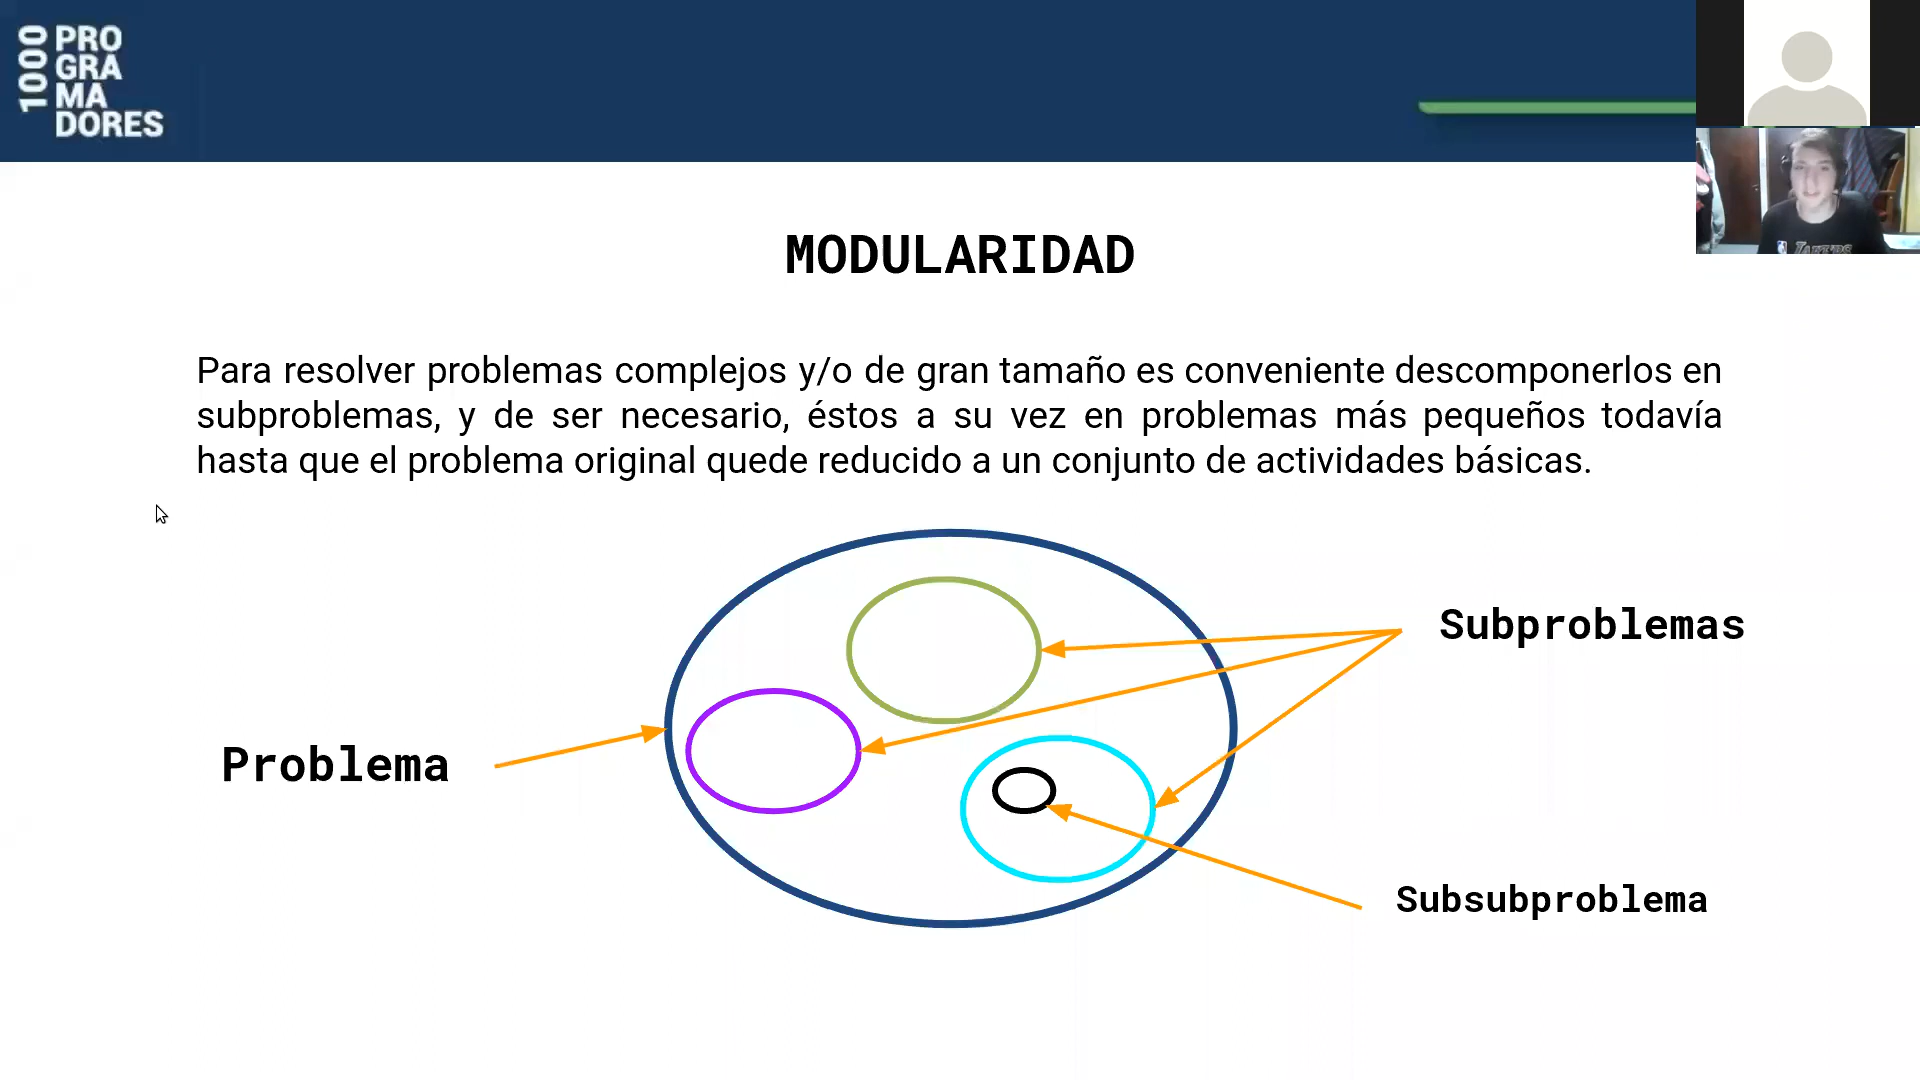 1000
PRO
GRA
MA
DORES
MODULARIDAD
Para resolver problemas complejos y/o de gran tamaño es conveniente descomponerlos en
subproblemas, y de ser necesario, éstos a su vez en problemas más pequeños todavía
hasta que el problema original quede reducido a un conjunto de actividades básicas.
Subproblemas
Problema
Subsubproblema